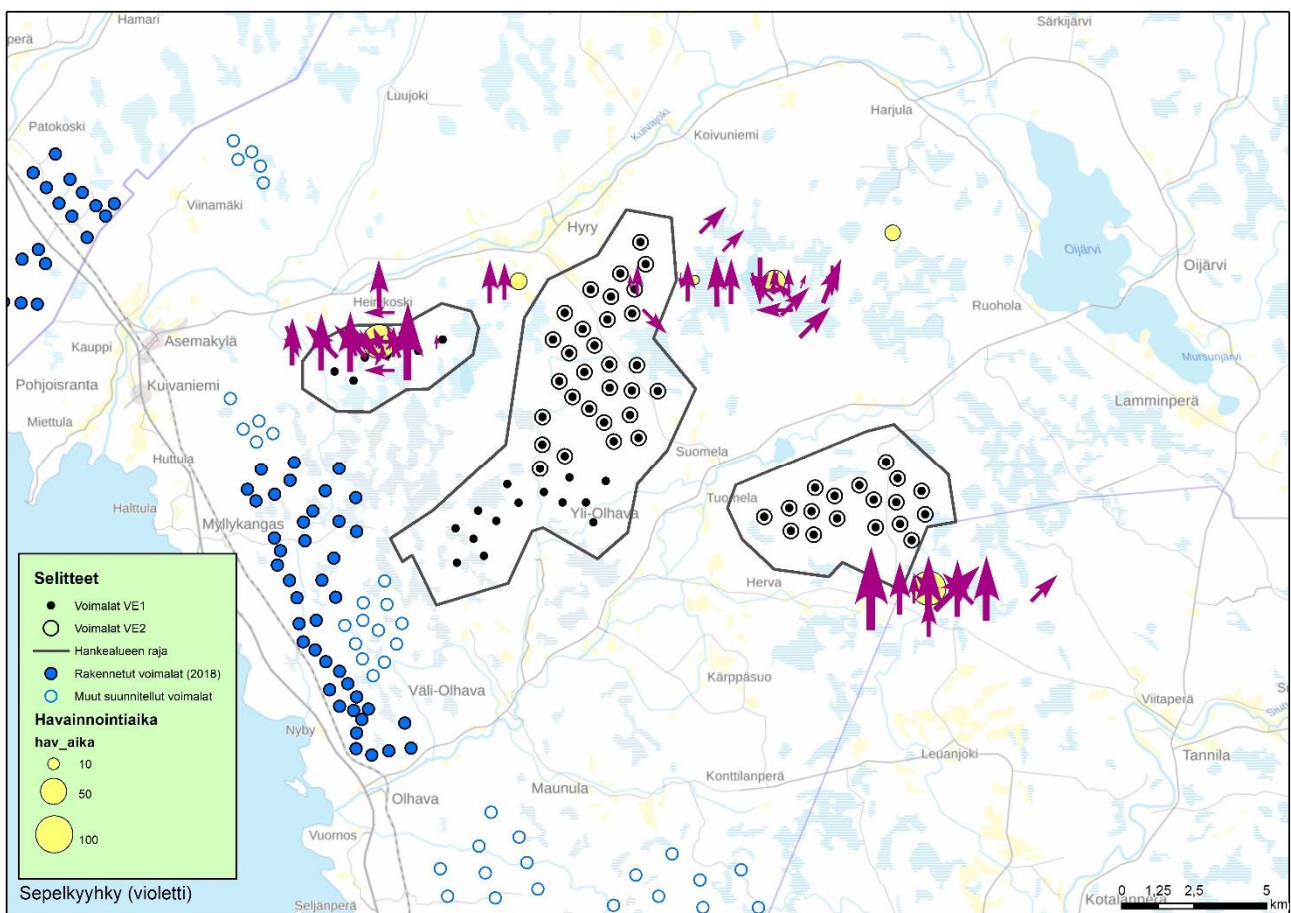 Hamari
Särkijärvi
perä
Luujoki
Harjula
Patokoski
Kuivajoki
Koivuniemi
Viinamäki
Hyry
Oijärvi
Oijärvi
Heinikoski
Ruohola
Asemakylä
Kauppi
Mursunjärvi
Pohjoisranta
Kuivaniemi
Lamminperä
Miettula
Suomela
Huttula
Tuomela
Halttula
Myllykangas
Yli-Olhava
Herva
Kärppäsuo
Väli-Olhava
Viitaperä
Nyby
Leuanjoki
Tannila
Konttilanperä
Maunula
Olhava
Vuornos
Seljänperä
Kotalanperä
Selitteet
Voimalat VE1
Voimalat VE2
Hankealueen raja
Rakennetut voimalat (2018)
Muut suunnitellut voimalat
Havainnointiaika
hav_aika
10
50
100
Sepelkyyhky (violetti)
0 1,25 2,5 5
km